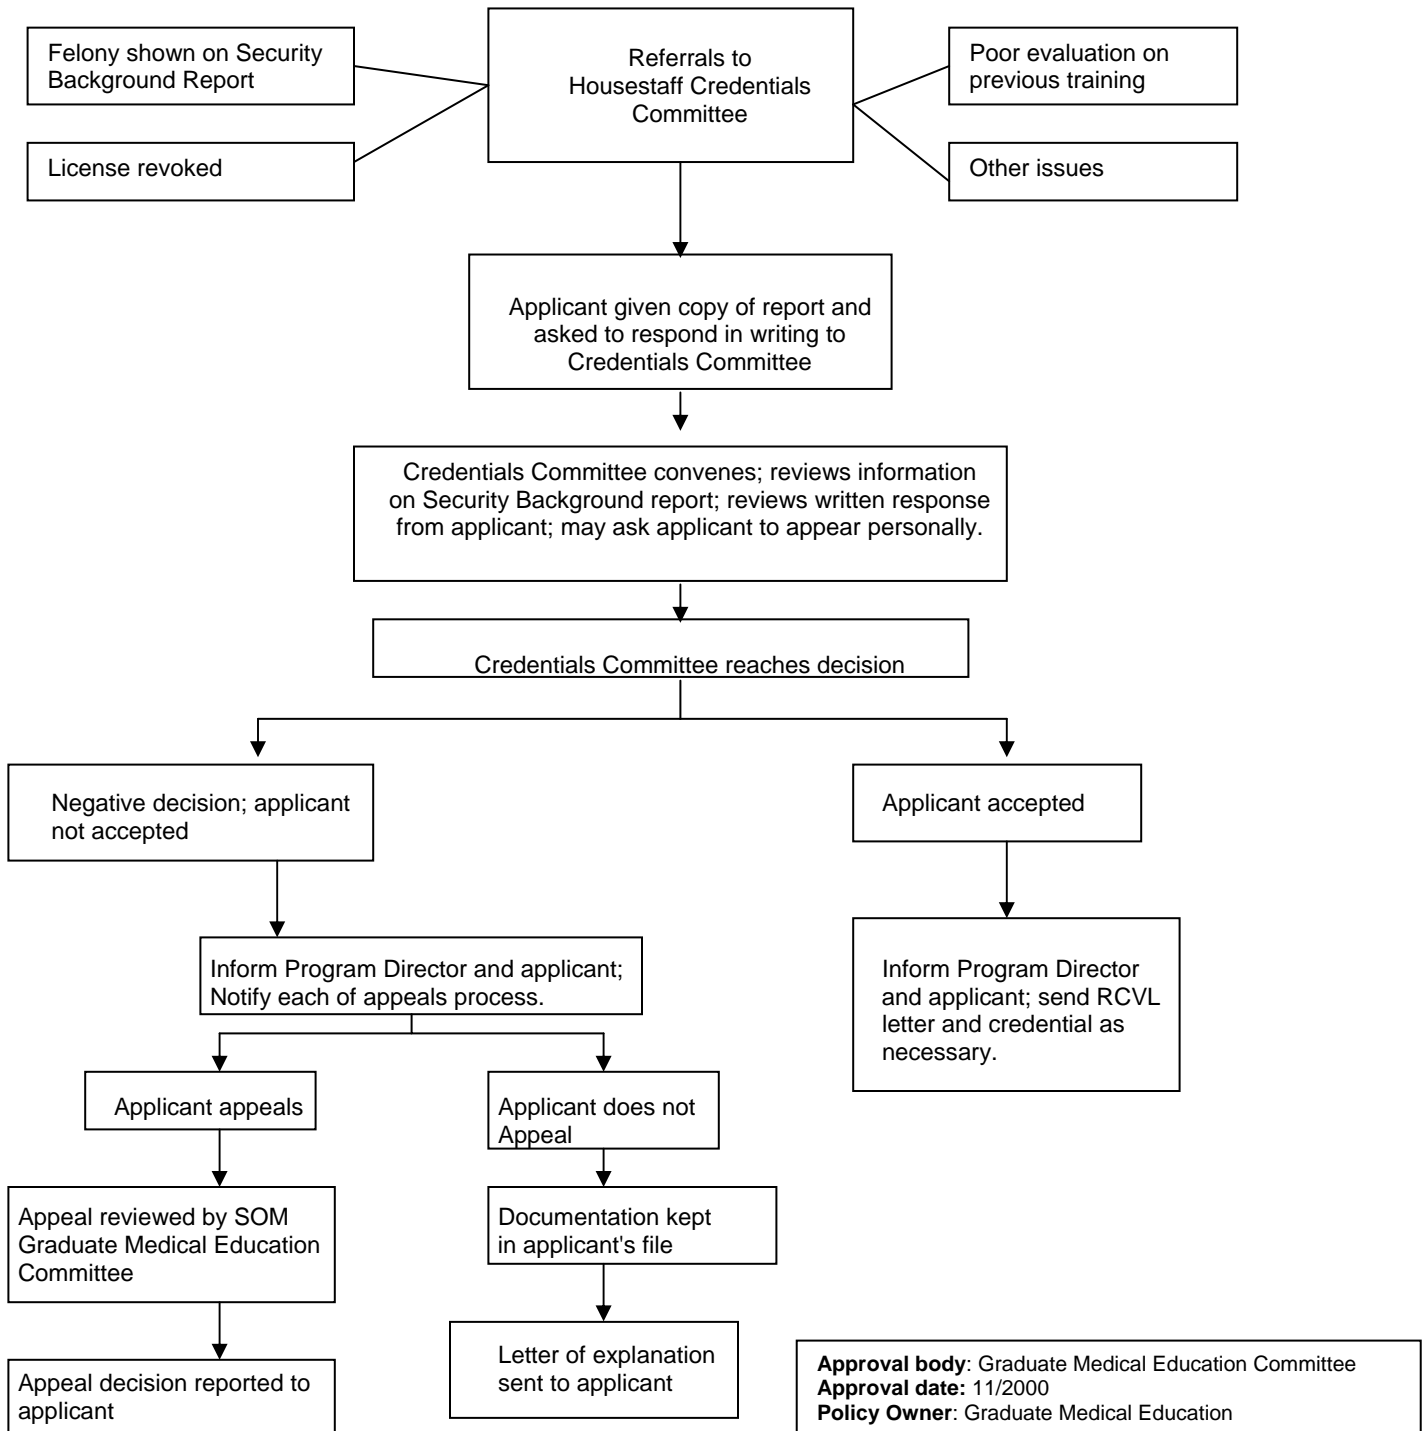 Felony shown on Security
Background Report
License revoked
Referrals to
Housestaff Credentials
Committee
Poor evaluation on
previous training
Other issues
Applicant given copy of report and
asked to respond in writing to
Credentials Committee
Credentials Committee convenes; reviews information
on Security Background report; reviews written response
from applicant; may ask applicant to appear personally.
Credentials Committee reaches decision
Negative decision; applicant
not accepted
Applicant accepted
Inform Program Director and applicant;
Notify each of appeals process.
Inform Program Director
and applicant; send RCVL
letter and credential as
necessary.
Applicant appeals
Applicant does not
Appeal
Appeal reviewed by SOM
Graduate Medical Education
Committee
Documentation kept
in applicant's file
Appeal decision reported to
applicant
Letter of explanation
sent to applicant
Approval body: Graduate Medical Education Committee
Approval date: 11/2000
Policy Owner: Graduate Medical Education